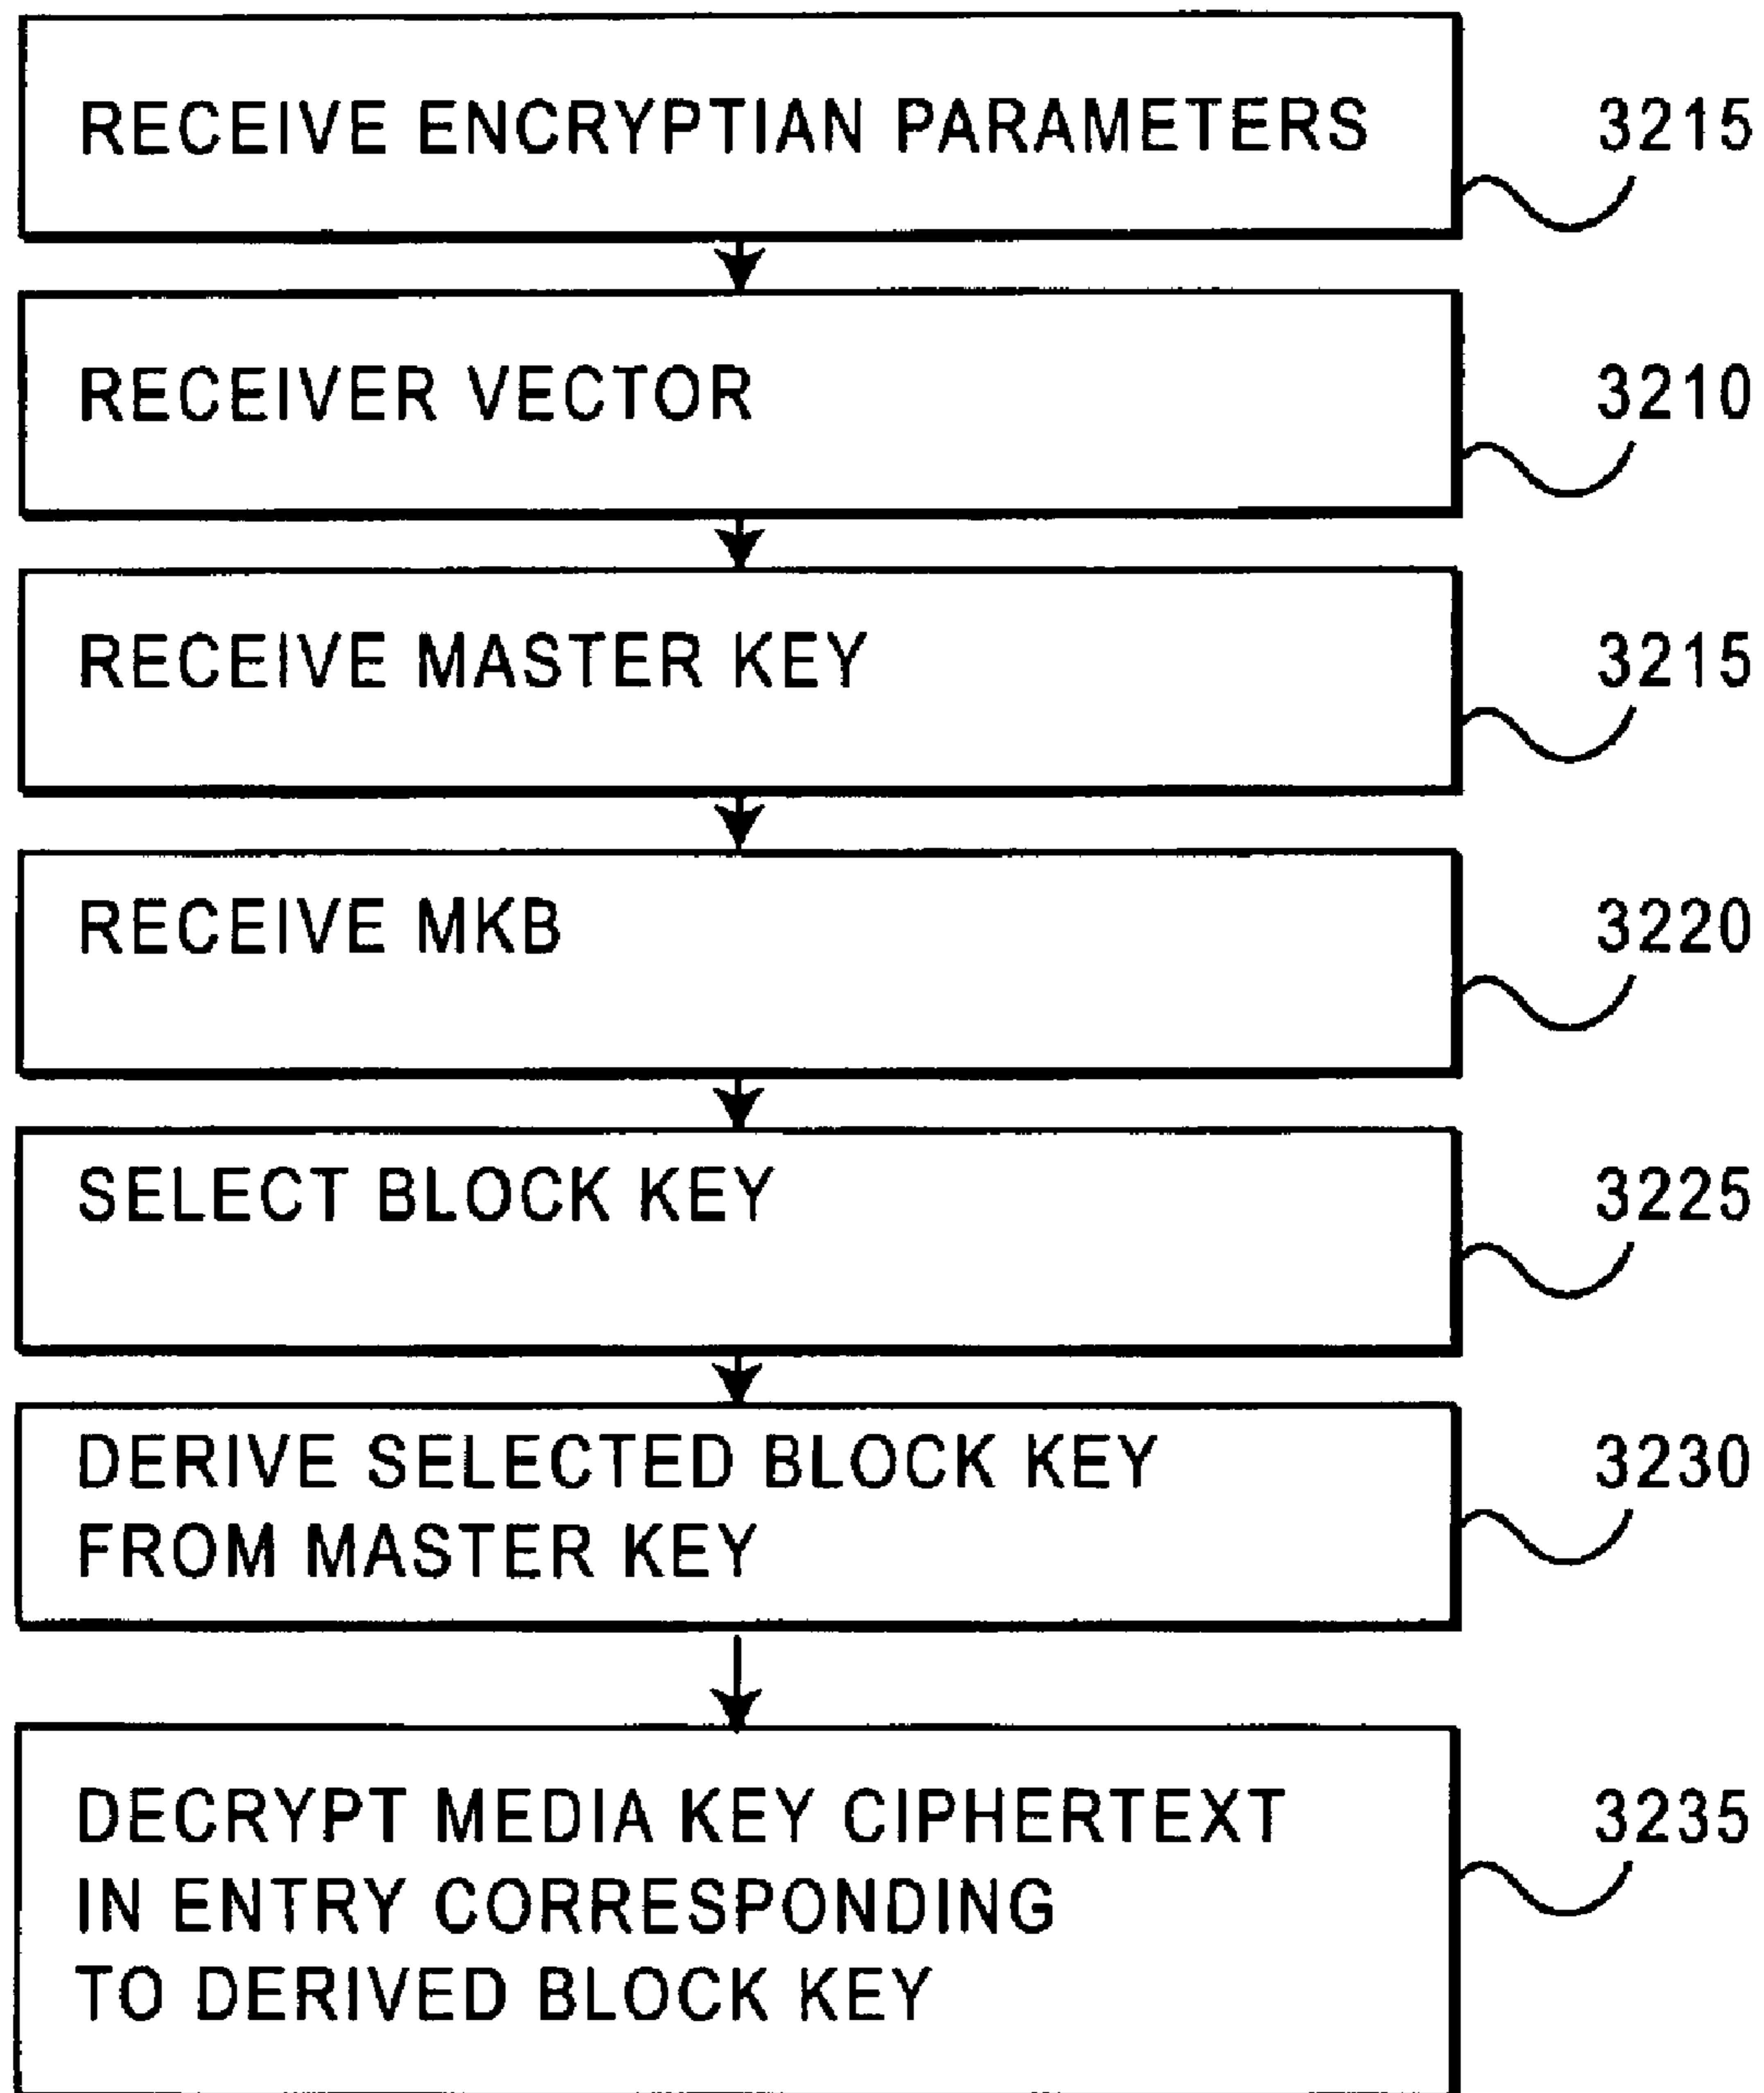 RECEIVE ENCRYPTIAN PARAMETERS 3215
RECEIVER VECTOR 3210
RECEIVE MASTER KEY 3215
RECEIVE MKB 3220
SELECT BLOCK KEY 3225
DERIVE SELECTED BLOCK KEY 3230
FROM MASTER KEY
DECRYPT MEDIA KEY CIPHERTEXT 3235
IN ENTRY CORRESPONDING
TO DERIVED BLOCK KEY